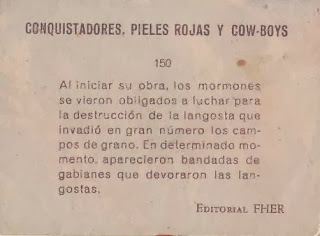 CONQUISTADORES, PIELES ROJAS Y COW-BOYS
150
Al iniciar su obra, los mormones
se vieron obligados a luchar para
la destrucción de la langosta que
invadió en gran número los cam-
pos de grano. En determinado mo-
mento, aparecieron bandadas de
gabianes que devoraron las lan-
gostas.
EDITORIAL FHER